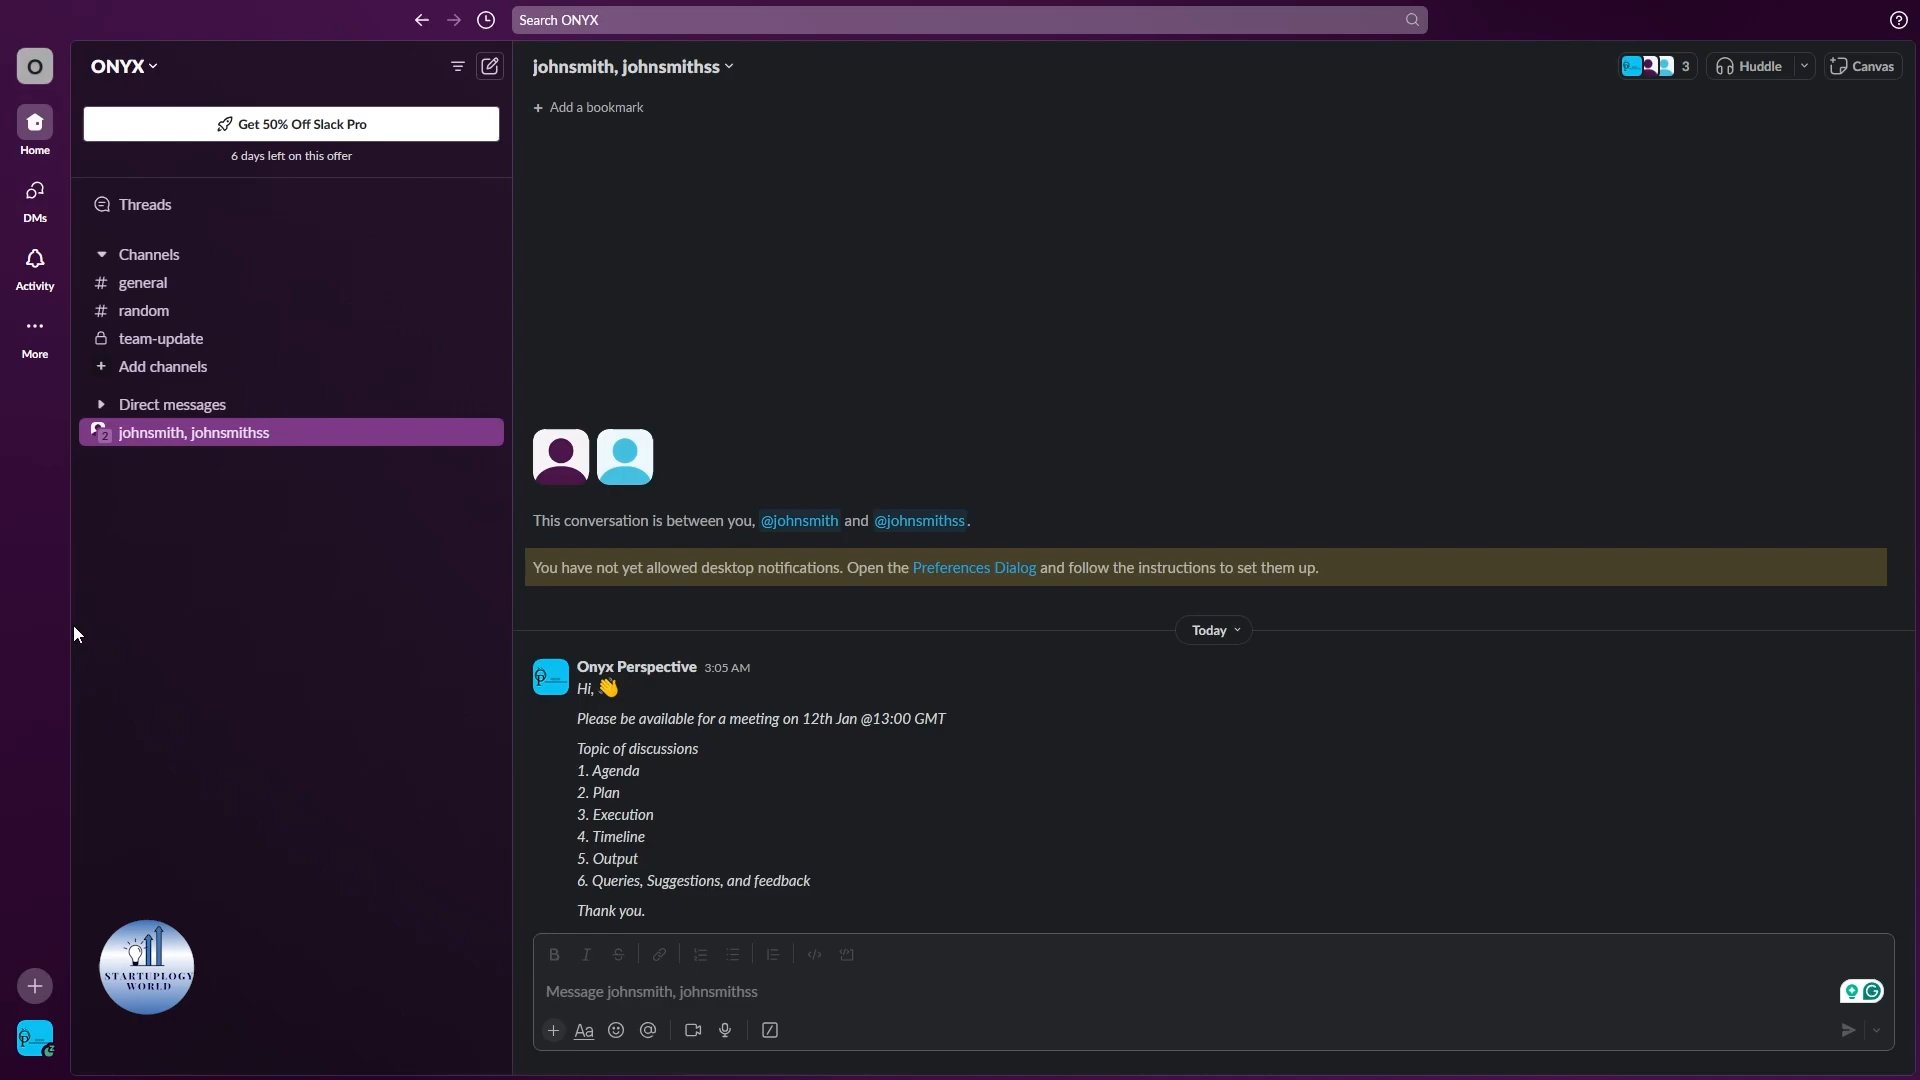 Search ONYX
O
ONYX
johnsmith, johnsmithss
3
Huddle
Canvas
Add a bookmark
Get 50% Off Slack Pro
6 days left on this offer
Home
DMs
Activity
More
Threads
Channels
# general
# random
team-update
+ Add channels
Direct messages
2 johnsmith, johnsmithss
This conversation is between you, @johnsmith and @johnsmithss.
You have not yet allowed desktop notifications. Open the Preferences Dialog and follow the instructions to set them up.
Today
Onyx Perspective 3:05 AM
Hi, 👋
Please be available for a meeting on 12th Jan @13:00 GMT
Topic of discussions
1. Agenda
2. Plan
3. Execution
4. Timeline
5. Output
6. Queries, Suggestions, and feedback
Thank you.
B I S
Message johnsmith, johnsmithss
+ Aa @
STARTUPLOGY
WORLD